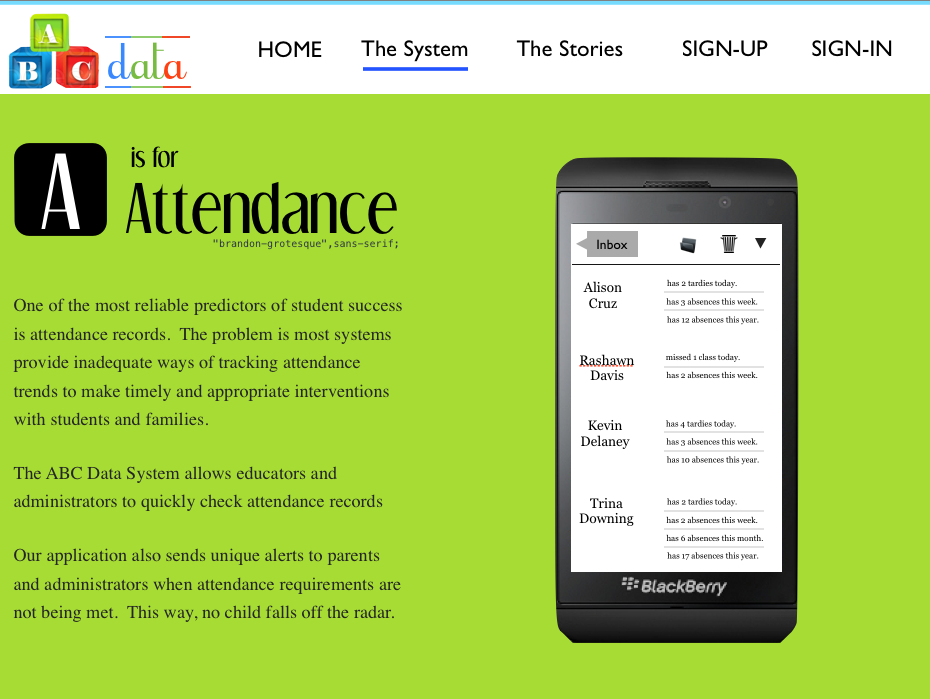 A
B C data
HOME The System The Stories SIGN-UP SIGN-IN
A is for
Attendance
"brandon-grotesque",sans-serif;
One of the most reliable predictors of student success
is attendance records. The problem is most systems
provide inadequate ways of tracking attendance
trends to make timely and appropriate interventions
with students and families.
The ABC Data System allows educators and
administrators to quickly check attendance records
Our application also sends unique alerts to parents
and administrators when attendance requirements are
not being met. This way, no child falls off the radar.
Inbox
Alison
Cruz
has 2 tardies today.
has 3 absences this week.
has 12 absences this year.
Rashawn
Davis
missed 1 class today.
has 2 absences this week.
Kevin
Delaney
has 4 tardies today.
has 3 absences this week.
has 10 absences this year.
Trina
Downing
has 2 tardies today.
has 2 absences this week.
has 6 absences this month.
has 17 absences this year.
BlackBerry